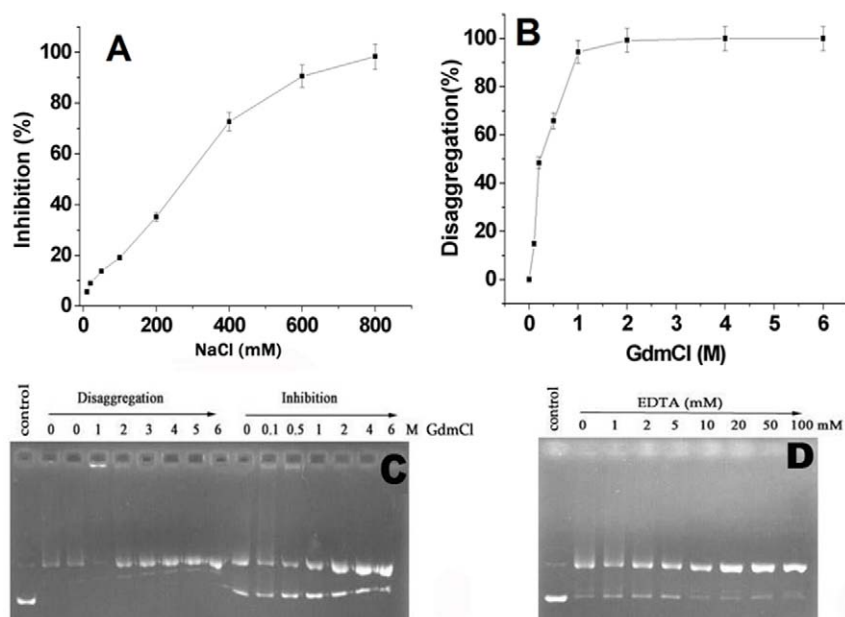 A
Inhibition (%)
100
80
60
40
20
0
0 200 400 600 800
NaCl (mM)
B
Disaggregation(%)
100
80
60
40
20
0
0 1 2 3 4 5 6
GdmCl (M)
control
Disaggregation Inhibition
0 0 1 2 3 4 5 6 0 0.1 0.5 1 2 4 6 M GdmCl
C
control
EDTA (mM)
0 1 2 5 10 20 50 100 mM
D